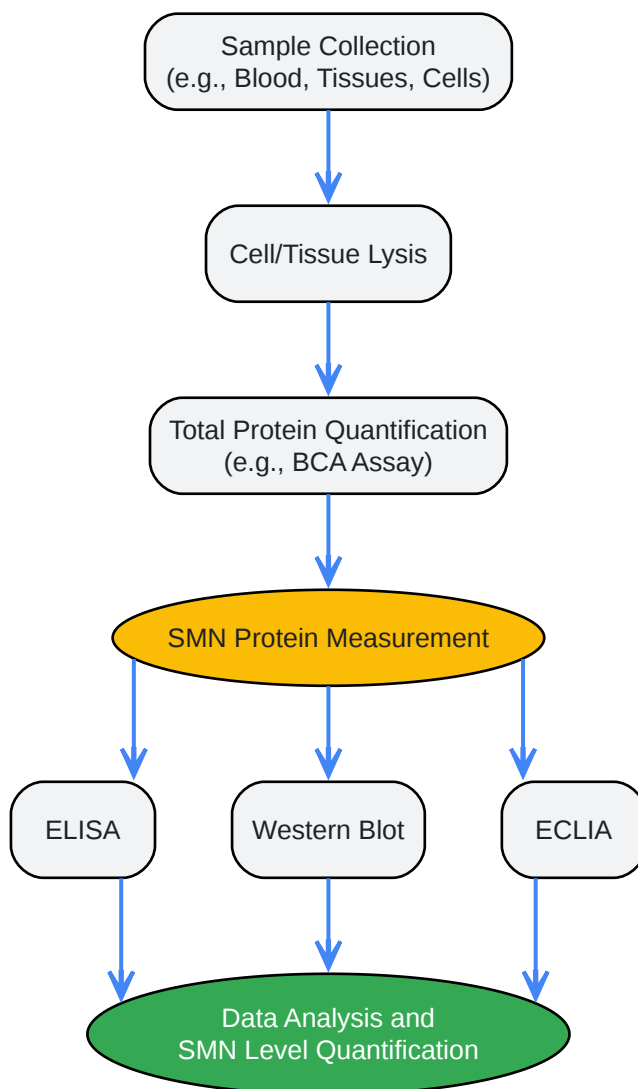 Sample Collection
(e.g., Blood, Tissues, Cells)
Cell/Tissue Lysis
Total Protein Quantification
(e.g., BCA Assay)
SMN Protein Measurement
ELISA
Western Blot
ECLIA
Data Analysis and
SMN Level Quantification